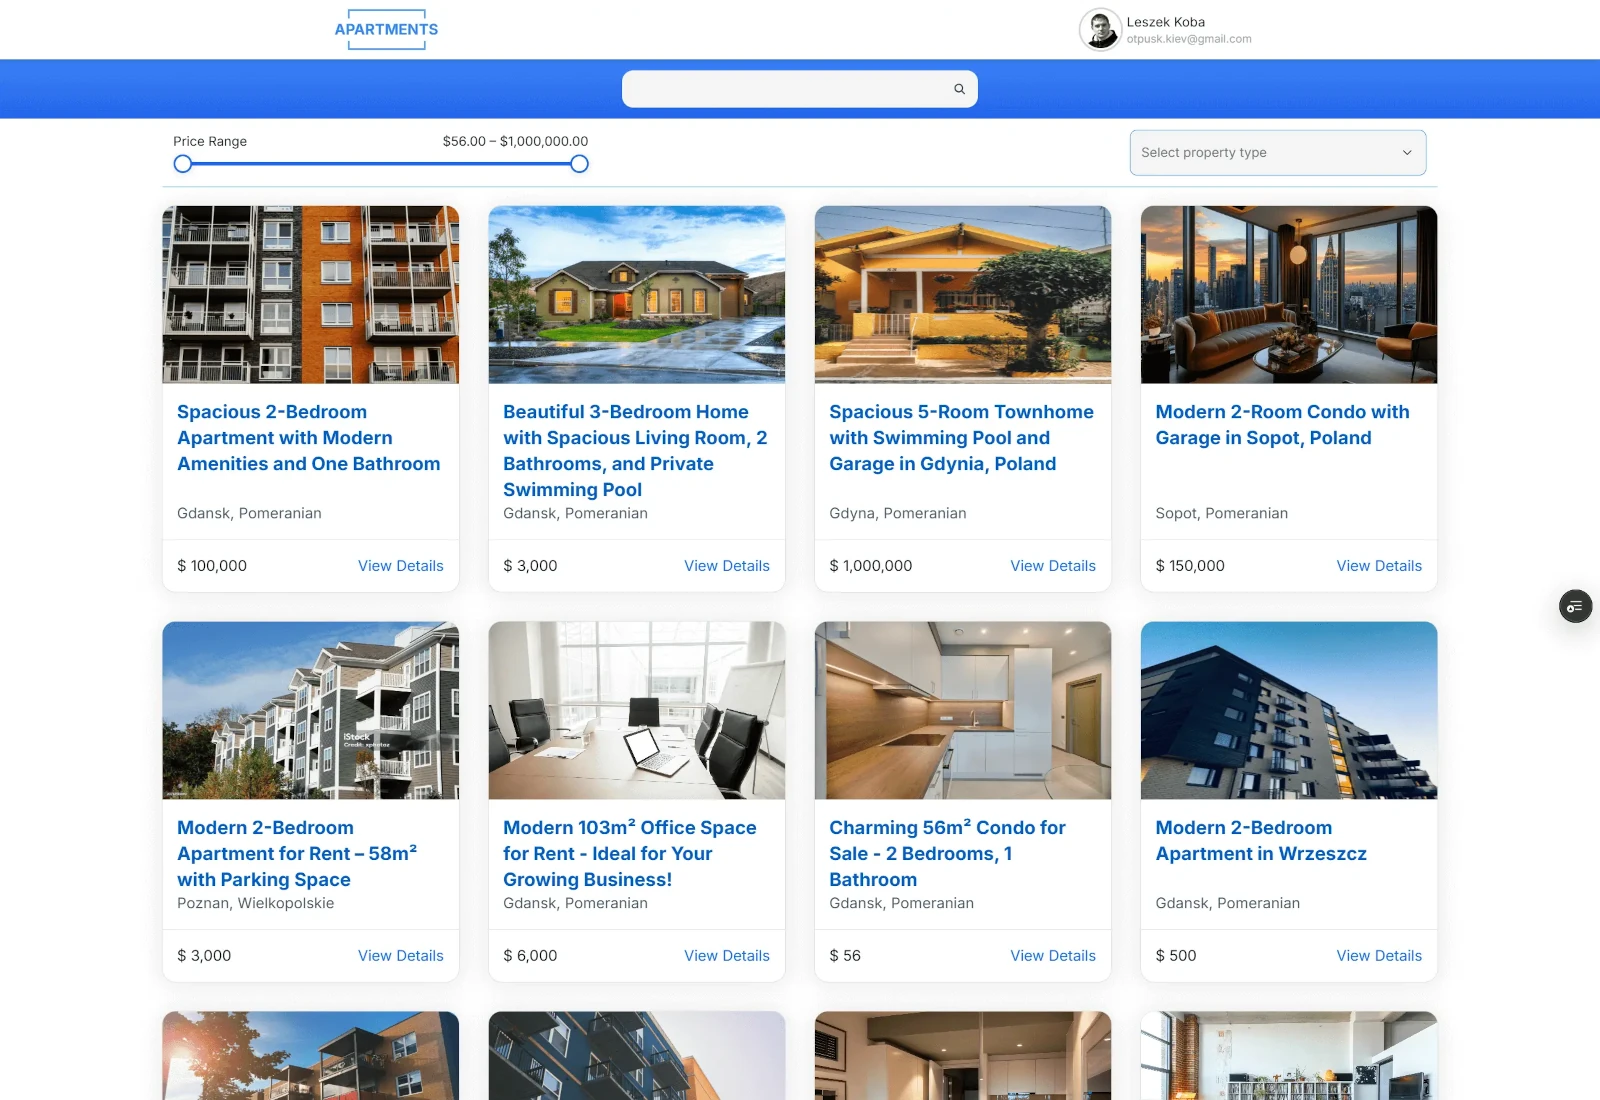 APARTMENTS
Leszek Koba
otpusk.kiev@gmail.com
Price Range
$56.00 – $1,000,000.00
Select property type
Spacious 2-Bedroom
Apartment with Modern
Amenities and One Bathroom
Gdansk, Pomeranian
$ 100,000
View Details
Beautiful 3-Bedroom Home
with Spacious Living Room, 2
Bathrooms, and Private
Swimming Pool
Gdansk, Pomeranian
$ 3,000
View Details
Spacious 5-Room Townhome
with Swimming Pool and
Garage in Gdynia, Poland
Gdyna, Pomeranian
$ 1,000,000
View Details
Modern 2-Room Condo with
Garage in Sopot, Poland
Sopot, Pomeranian
$ 150,000
View Details
iStock
Modern 2-Bedroom
Apartment for Rent – 58m²
with Parking Space
Poznan, Wielkopolskie
$ 3,000
View Details
Modern 103m² Office Space
for Rent - Ideal for Your
Growing Business!
Gdansk, Pomeranian
$ 6,000
View Details
Charming 56m² Condo for
Sale - 2 Bedrooms, 1
Bathroom
Gdansk, Pomeranian
$ 56
View Details
Modern 2-Bedroom
Apartment in Wrzeszcz
Gdansk, Pomeranian
$ 500
View Details